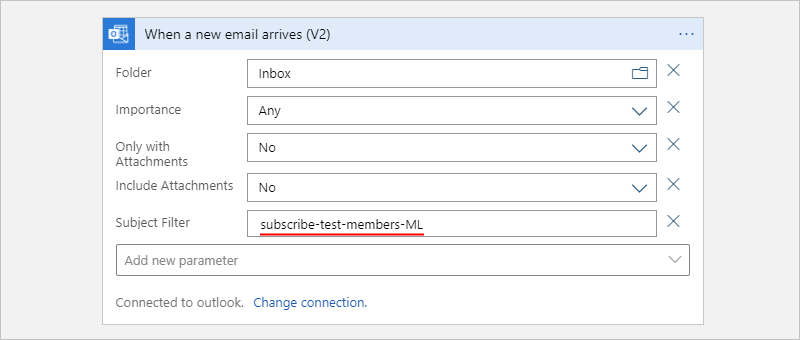 When a new email arrives (V2)
Folder
Inbox
Importance
Any
Only with
Attachments
No
Include Attachments
No
Subject Filter
subscribe-test-members-ML
Add new parameter
Connected to outlook. Change connection.